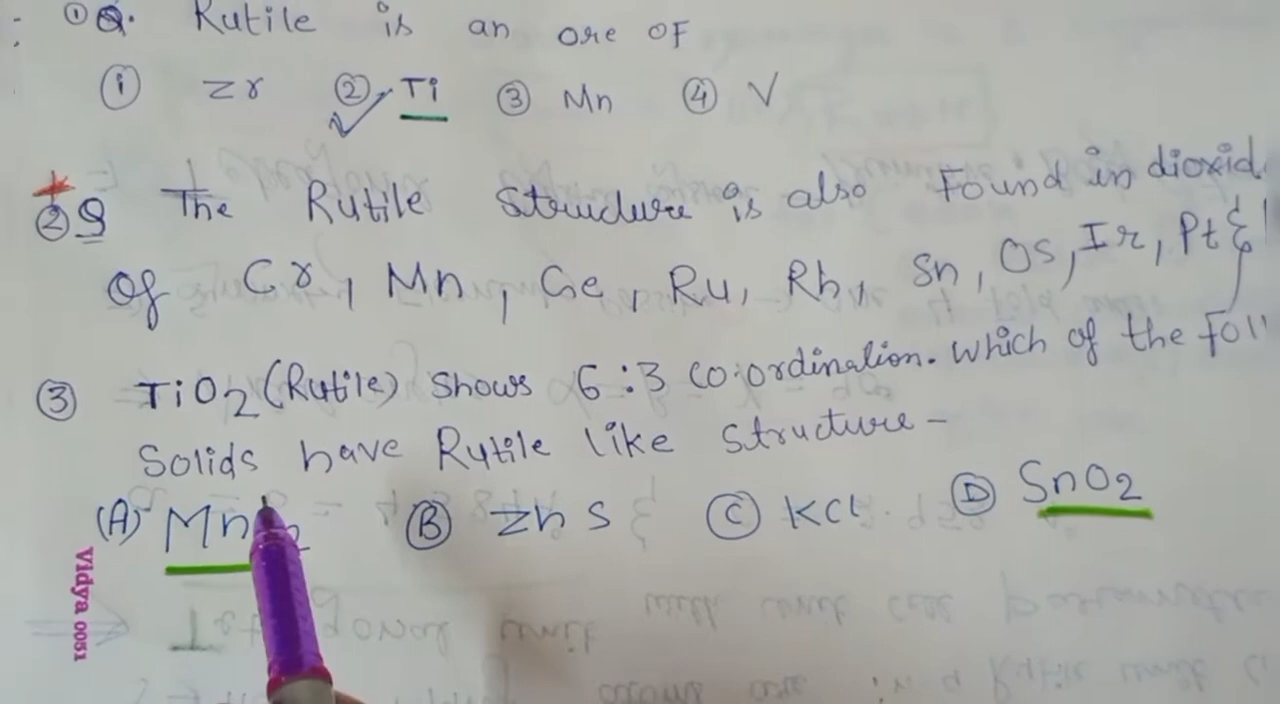 ① Q. Rutile is an ore of
① Zr ② Ti ③ Mn ④ V
② Q The Rutile Structure is also Found in dioxid
Of Cr, Mn, Ge, Ru, Rh, Sn, Os, Ir, Pt &
③ TiO2 (Rutile) Shows 6:3 Co.ordination. Which of the Foll
Solids have Rutile like Structure -
(A) Mn Ⓑ ZnS Ⓒ KCl. Ⓓ SnO2
Vidya 0051